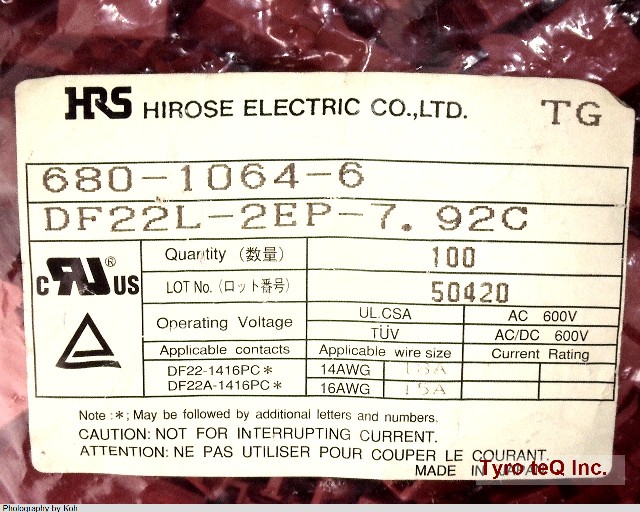 HRS HIROSE ELECTRIC CO.,LTD. TG
680-1064-6
DF22L-2EP-7.92C
Quantity (数量) 100
LOT No. (ロット番号) 50420
Operating Voltage UL.CSA AC 600V
TÜV AC/DC 600V
Applicable contacts Applicable wire size Current Rating
DF22-1416PC* 14AWG
DF22A-1416PC* 16AWG 15A
c RU ® US
Note :*; May be followed by additional letters and numbers.
CAUTION: NOT FOR INTERRUPTING CURRENT.
ATTENTION: NE PAS UTILISER POUR COUPER LE COURANT.
MADE IN JAPAN
Tyro teQ Inc.
Photography by Koh